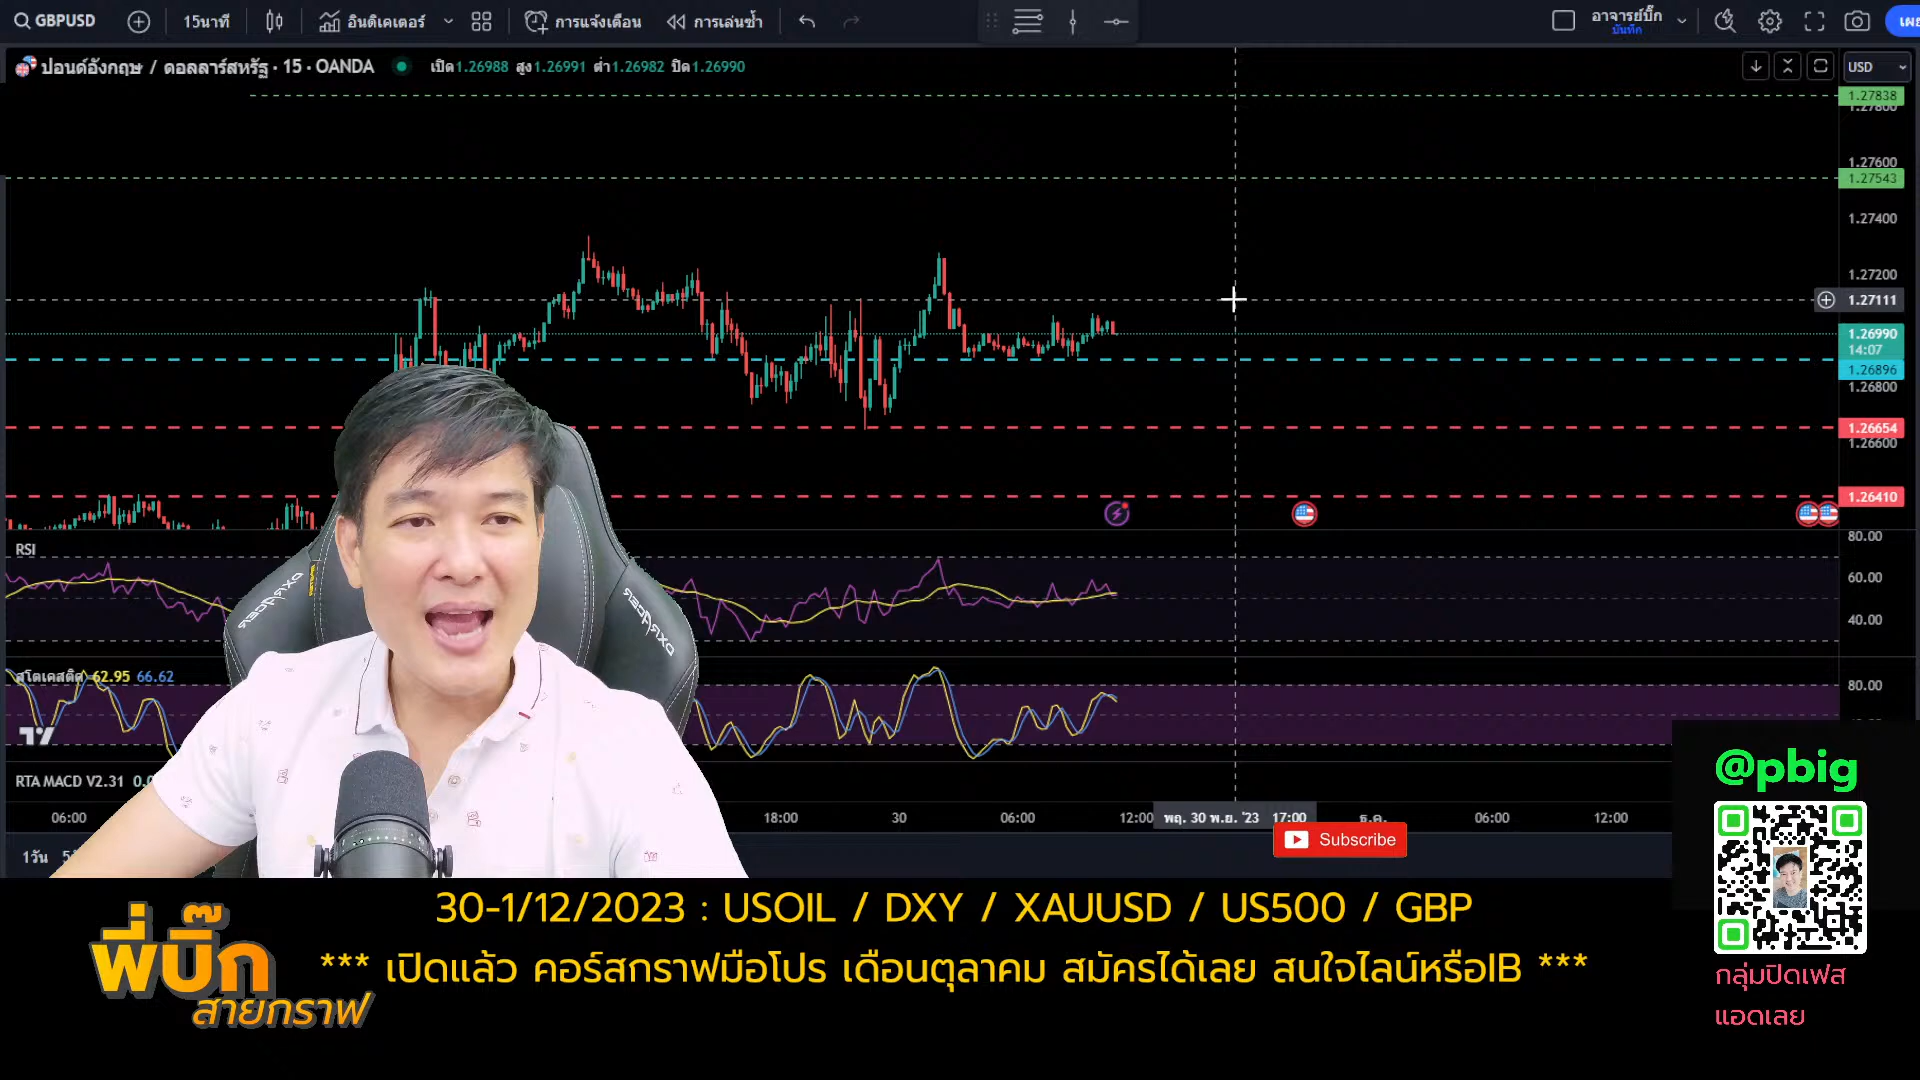 GBPUSD 15นาที อินดิเคเตอร์ การแจ้งเตือน การเล่นซ้ำ อาจารย์บิ๊ก
บันทึก
ปอนด์อังกฤษ / ดอลลาร์สหรัฐ · 15 · OANDA เปิด1.26988 สูง1.26991 ต่ำ1.26982 ปิด1.26990 USD
1.27838
1.27800
1.27600
1.27543
1.27400
1.27200
1.27111
1.26990
14:07
1.26896
1.26800
1.26654
1.26600
1.26410
80.00
RSI
60.00
40.00
DXRACER DXRACER
สโตเคสติค 62.95 66.62 80.00
RTA MACD V2.31
06:00 18:00 30 06:00 12:00 พฤ. 30 พ.ย. '23 17:00 ธ.ค. 06:00 12:00
1วัน
Subscribe
@pbig
30-1/12/2023 : USOIL / DXY / XAUUSD / US500 / GBP
พี่บิ๊ก
สายกราฟ
*** เปิดแล้ว คอร์สกราฟมือโปร เดือนตุลาคม สมัครได้เลย สนใจไลน์หรือIB ***
กลุ่มปิดเฟส
แอดเลย